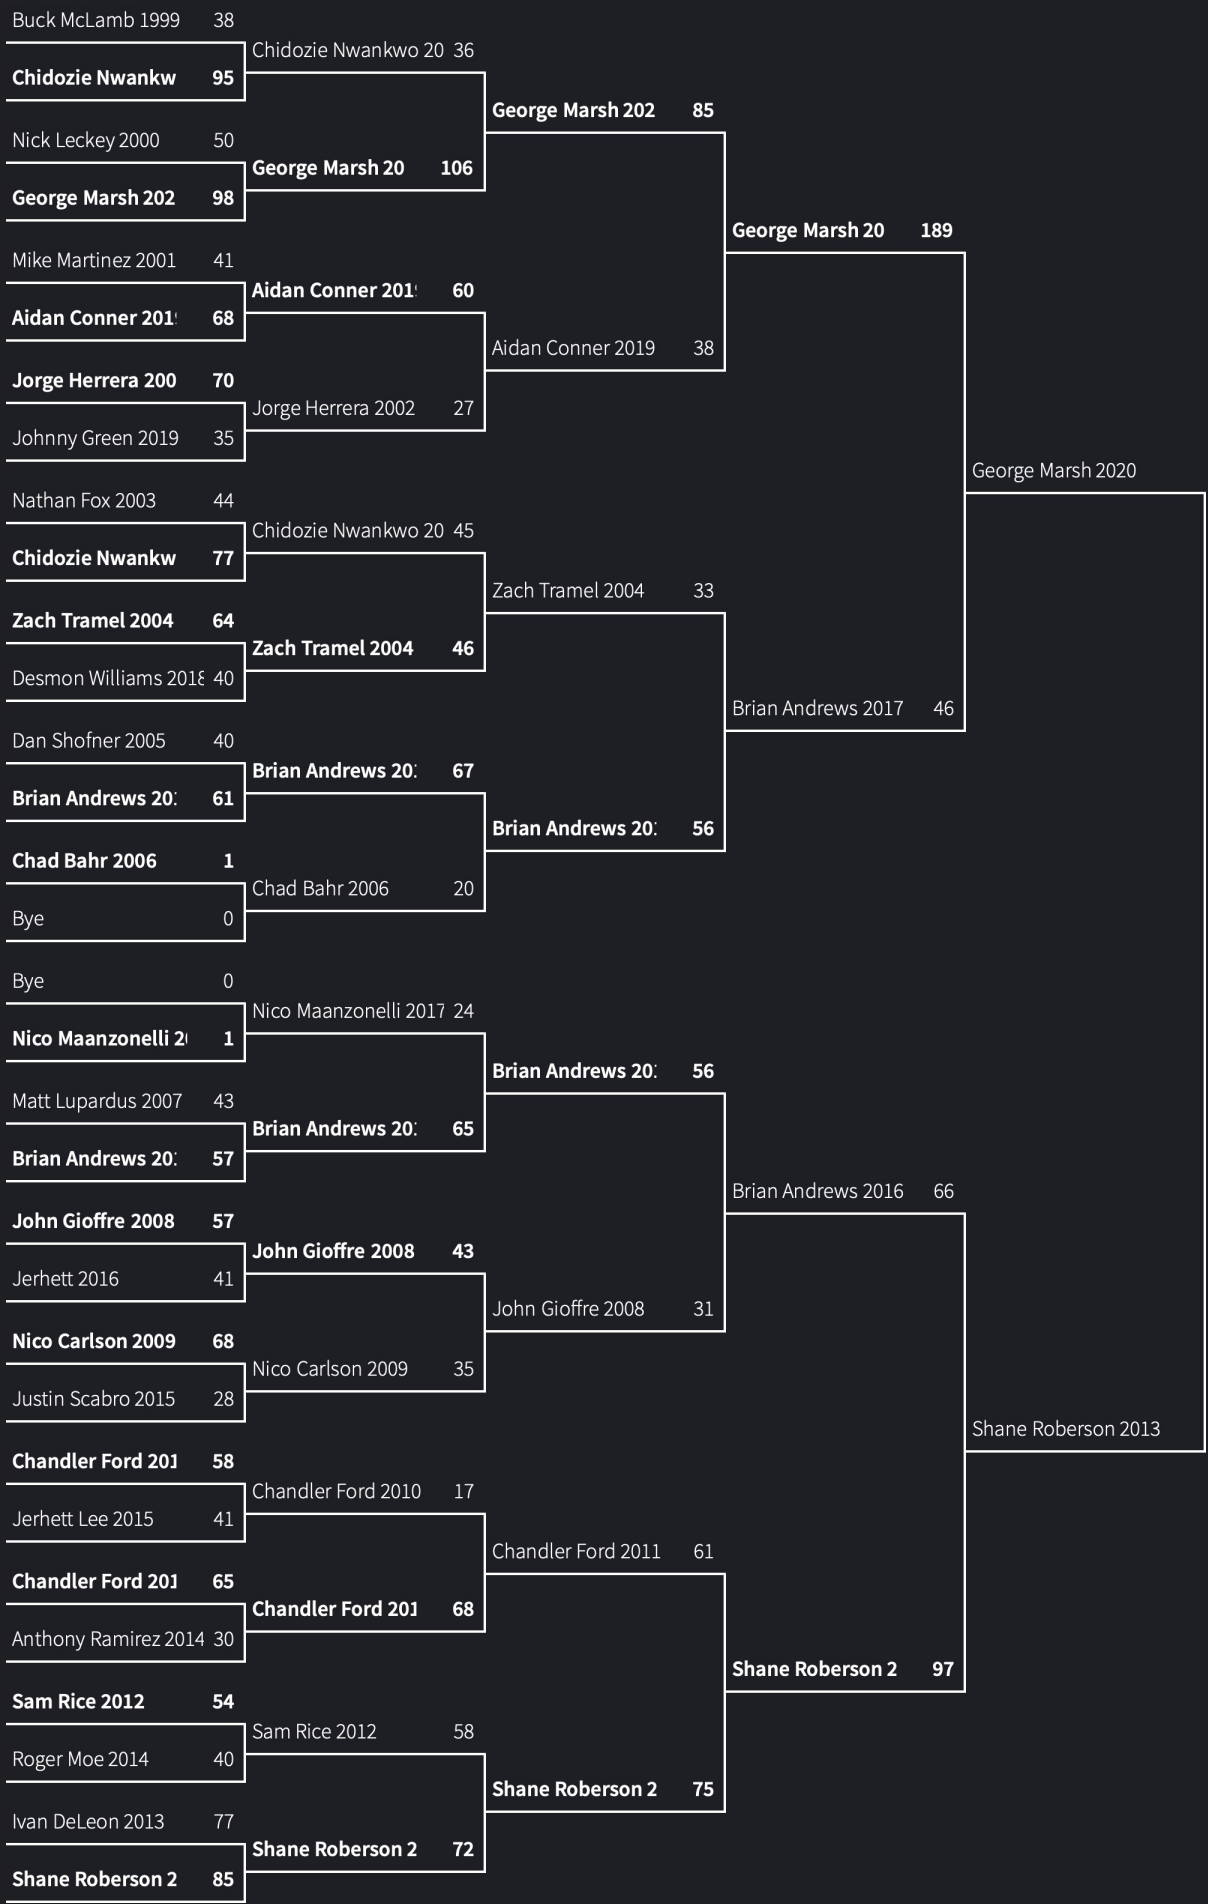 Buck McLamb 1999 38
Chidozie Nwankw 95
Nick Leckey 2000 50
George Marsh 202 98
Mike Martinez 2001 41
Aidan Conner 201 68
Jorge Herrera 200 70
Johnny Green 2019 35
Nathan Fox 2003 44
Chidozie Nwankw 77
Zach Tramel 2004 64
Desmon Williams 2018 40
Dan Shofner 2005 40
Brian Andrews 20 61
Chad Bahr 2006 1
Bye 0
Bye 0
Nico Maanzonelli 2 1
Matt Lupardus 2007 43
Brian Andrews 20 57
John Gioffre 2008 57
Jerhett 2016 41
Nico Carlson 2009 68
Justin Scabro 2015 28
Chandler Ford 201 58
Jerhett Lee 2015 41
Chandler Ford 201 65
Anthony Ramirez 2014 30
Sam Rice 2012 54
Roger Moe 2014 40
Ivan DeLeon 2013 77
Shane Roberson 2 85
Chidozie Nwankwo 20 36
George Marsh 20 106
Aidan Conner 201 60
Jorge Herrera 2002 27
Chidozie Nwankwo 20 45
Zach Tramel 2004 46
Brian Andrews 20 67
Chad Bahr 2006 20
Nico Maanzonelli 2017 24
Brian Andrews 20 65
John Gioffre 2008 43
Nico Carlson 2009 35
Chandler Ford 2010 17
Chandler Ford 201 68
Sam Rice 2012 58
Shane Roberson 2 72
George Marsh 202 85
Aidan Conner 2019 38
Zach Tramel 2004 33
Brian Andrews 20 56
Brian Andrews 20 56
John Gioffre 2008 31
Chandler Ford 2011 61
Shane Roberson 2 75
George Marsh 20 189
Brian Andrews 2017 46
Brian Andrews 2016 66
Shane Roberson 2 97
George Marsh 2020
Shane Roberson 2013